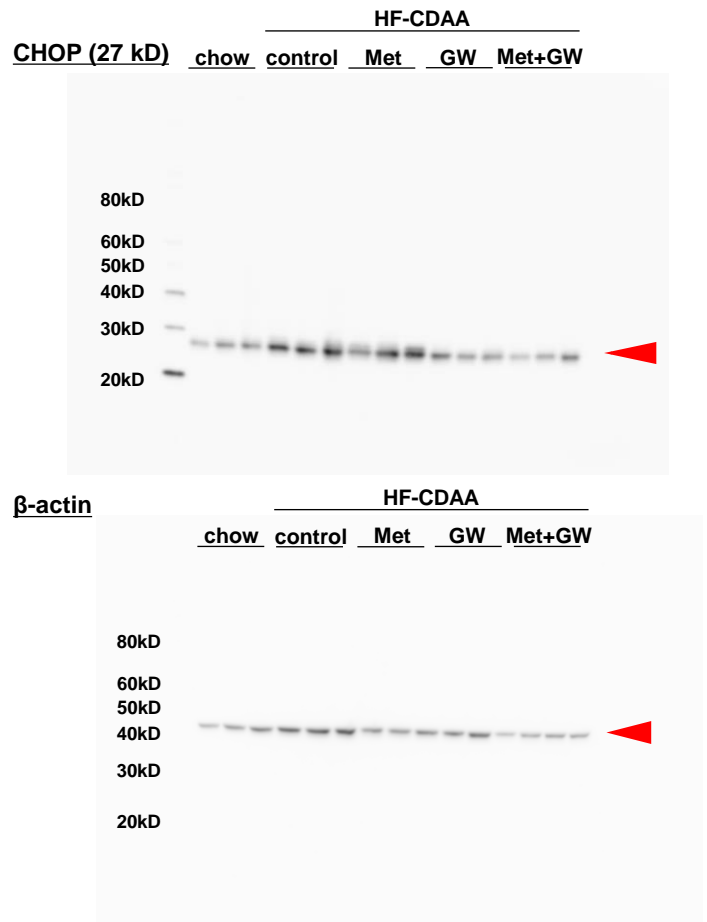 HF-CDAA
CHOP (27 kD) chow control Met GW Met+GW
80kD
60kD
50kD
40kD
30kD
20kD
β-actin HF-CDAA
chow control Met GW Met+GW
80kD
60kD
50kD
40kD
30kD
20kD